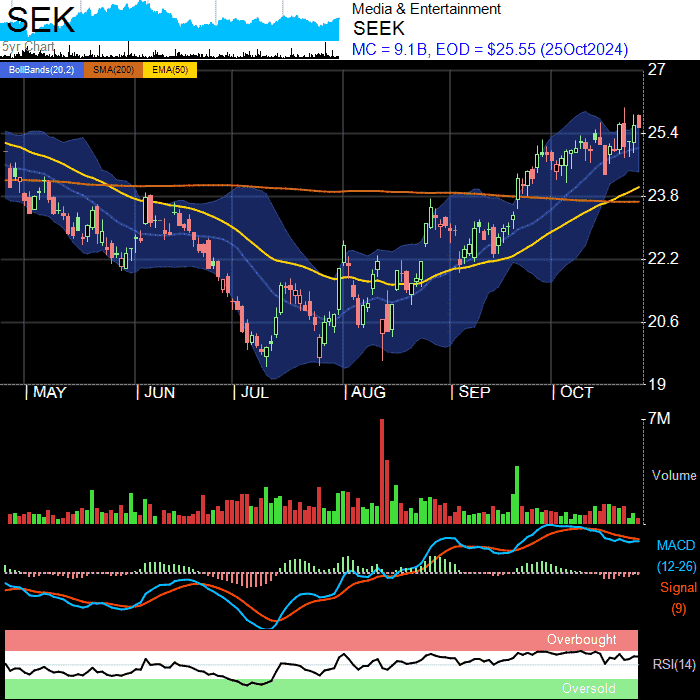 SEK
5yr Chart
Media & Entertainment
SEEK
MC = 9.1B, EOD = $25.55 (25Oct2024)
BollBands(20,2) SMA(200) EMA(50)
27
25.4
23.8
22.2
20.6
19
MAY JUN JUL AUG SEP OCT
7M
Volume
MACD
(12-26)
Signal
(9)
Overbought
RSI(14)
Oversold